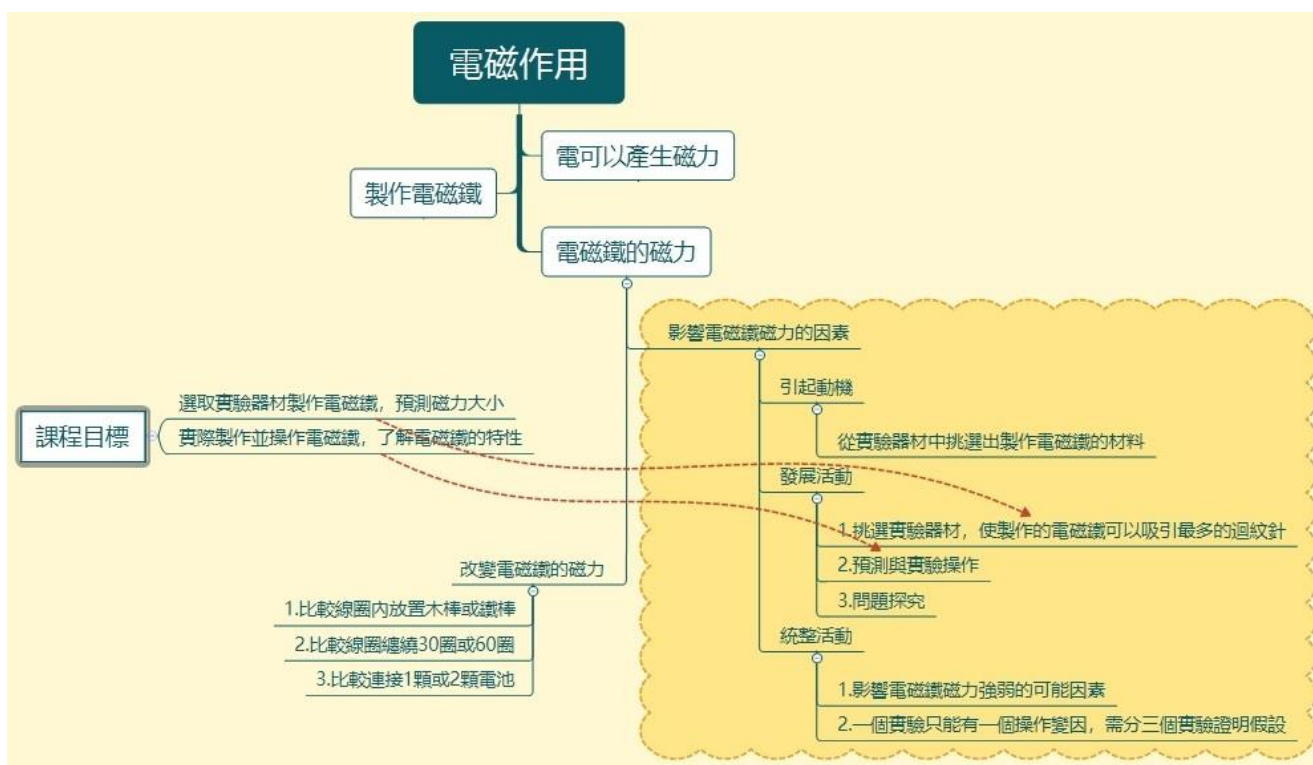 電磁作用
電可以產生磁力
製作電磁鐵
電磁鐵的磁力
影響電磁鐵磁力的因素
引起動機
從實驗器材中挑選出製作電磁鐵的材料
發展活動
1.挑選實驗器材，使製作的電磁鐵可以吸引最多的迴紋針
2.預測與實驗操作
3.問題探究
統整活動
1.影響電磁鐵磁力強弱的可能因素
2.一個實驗只能有一個操作變因，需分三個實驗證明假設
課程目標
選取實驗器材製作電磁鐵，預測磁力大小
實際製作並操作電磁鐵，了解電磁鐵的特性
改變電磁鐵的磁力
1.比較線圈內放置木棒或鐵棒
2.比較線圈纏繞30圈或60圈
3.比較連接1顆或2顆電池